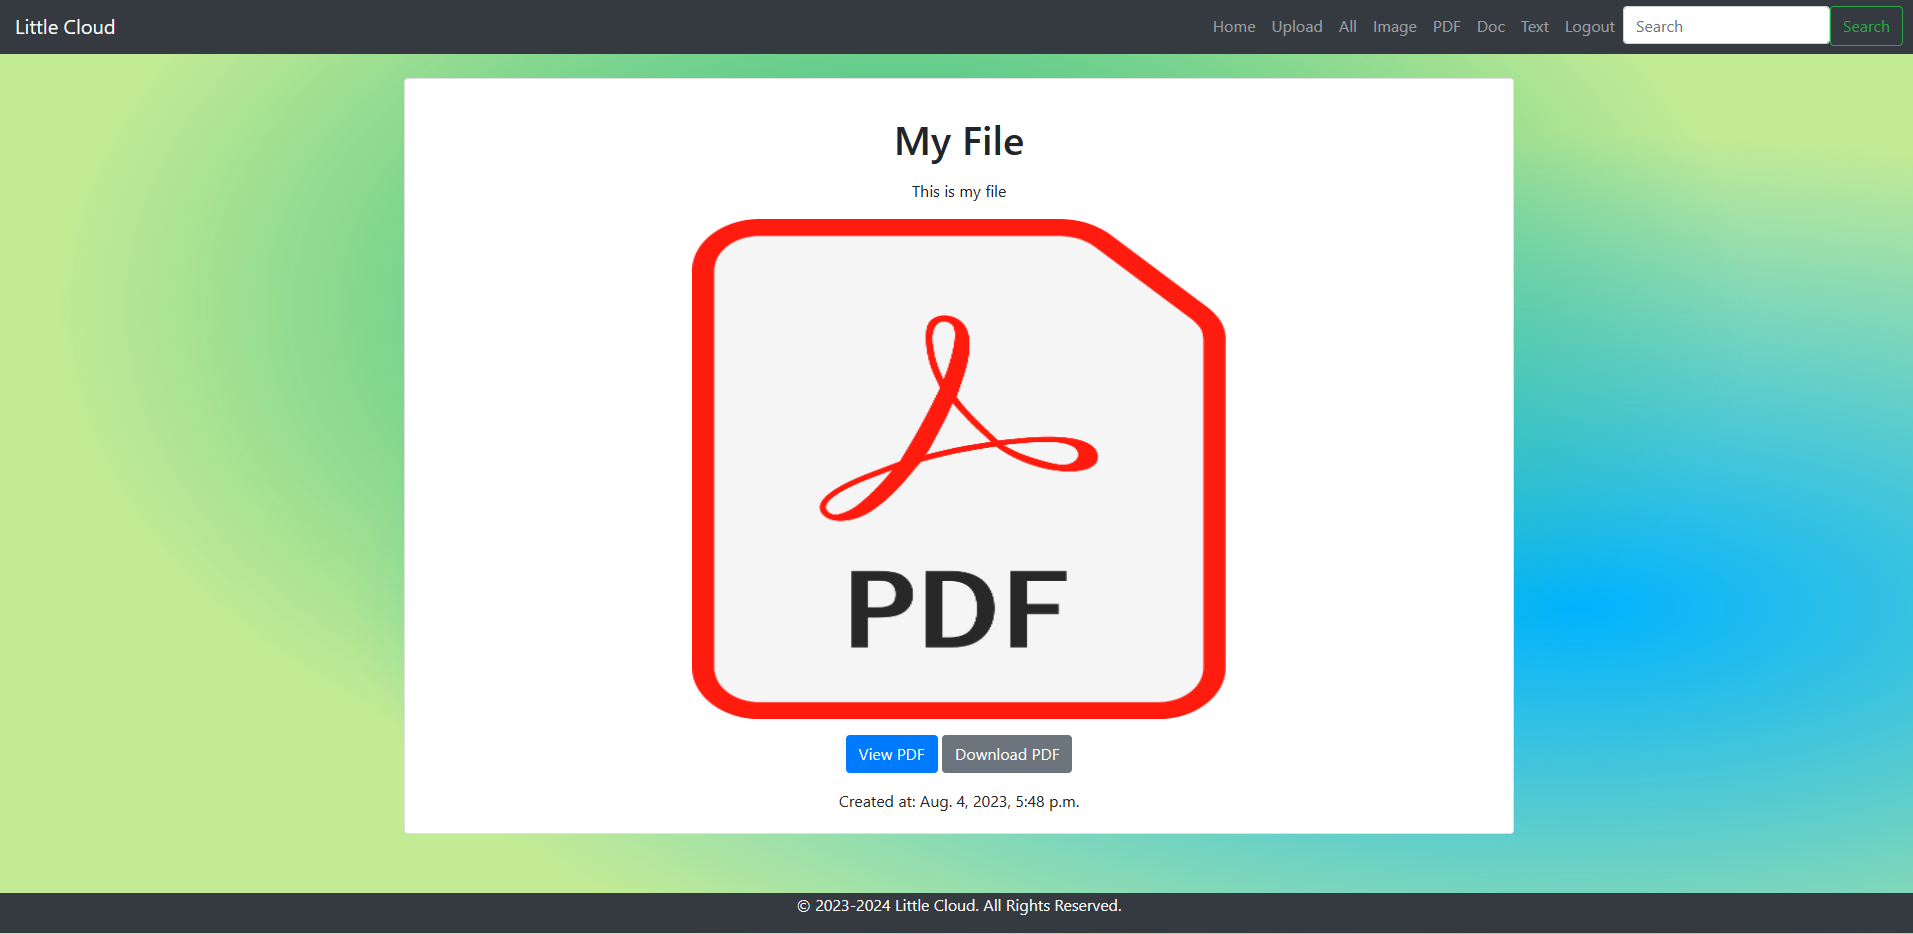 Little Cloud Home Upload All Image PDF Doc Text Logout Search Search
My File
This is my file
PDF
View PDF Download PDF
Created at: Aug. 4, 2023, 5:48 p.m.
© 2023-2024 Little Cloud. All Rights Reserved.